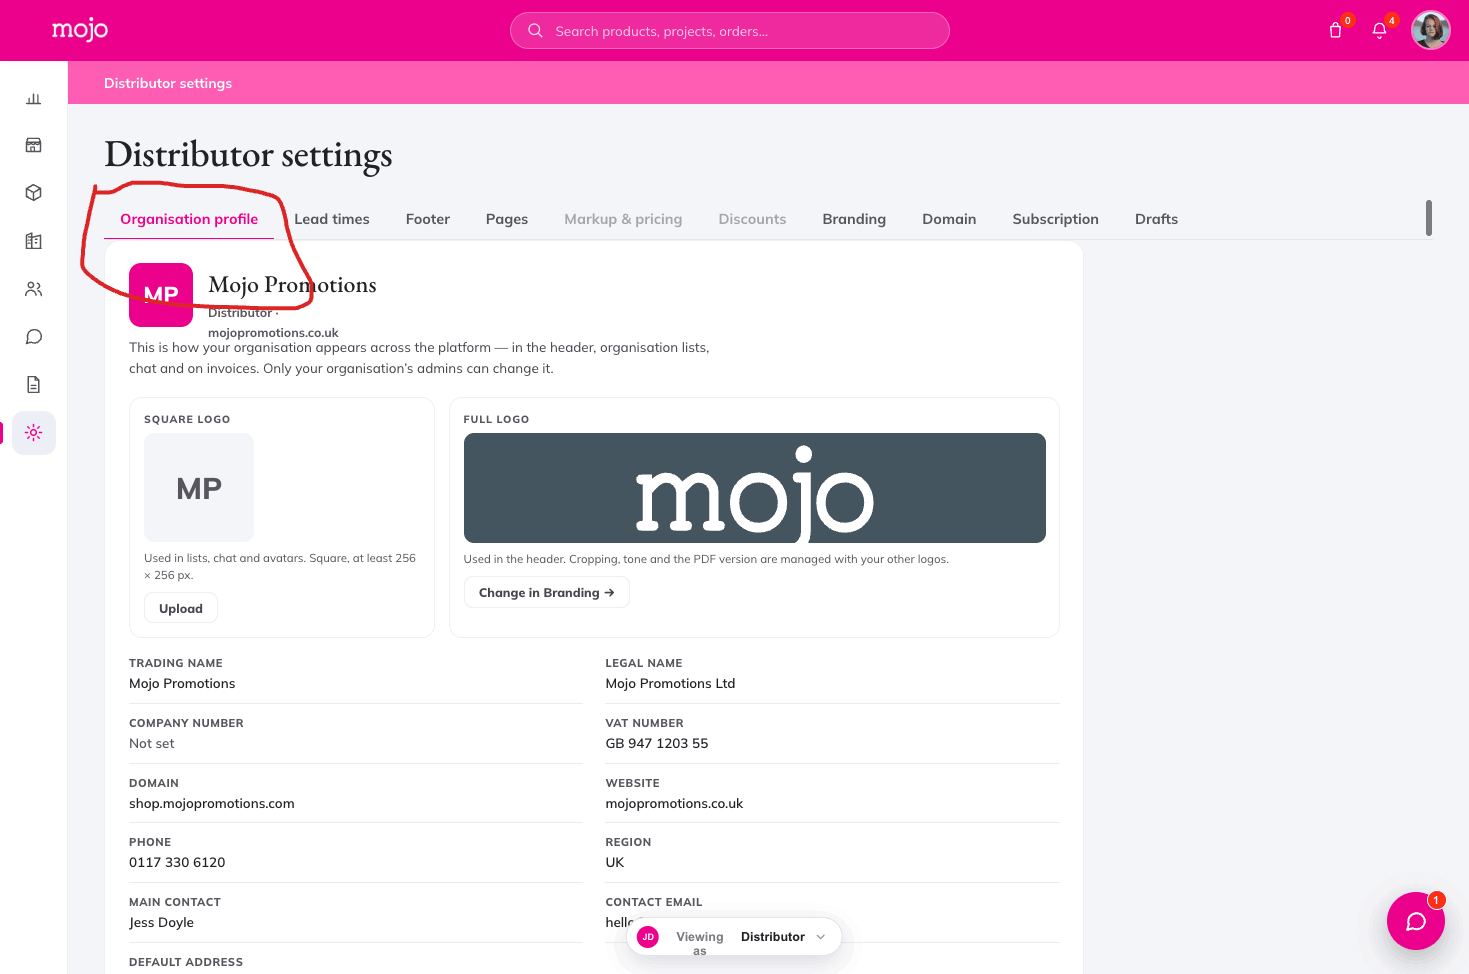 mojo
Search products, projects, orders...
0
4
Distributor settings
Distributor settings
Organisation profile
Lead times
Footer
Pages
Markup & pricing
Discounts
Branding
Domain
Subscription
Drafts
MP
Mojo Promotions
Distributor ·
mojopromotions.co.uk
This is how your organisation appears across the platform — in the header, organisation lists,
chat and on invoices. Only your organisation’s admins can change it.
SQUARE LOGO
MP
Used in lists, chat and avatars. Square, at least 256
× 256 px.
Upload
FULL LOGO
mojo
Used in the header. Cropping, tone and the PDF version are managed with your other logos.
Change in Branding →
TRADING NAME
Mojo Promotions
LEGAL NAME
Mojo Promotions Ltd
COMPANY NUMBER
Not set
VAT NUMBER
GB 947 1203 55
DOMAIN
shop.mojopromotions.com
WEBSITE
mojopromotions.co.uk
PHONE
0117 330 6120
REGION
UK
MAIN CONTACT
Jess Doyle
CONTACT EMAIL
DEFAULT ADDRESS
JD
Viewing
as
Distributor
1